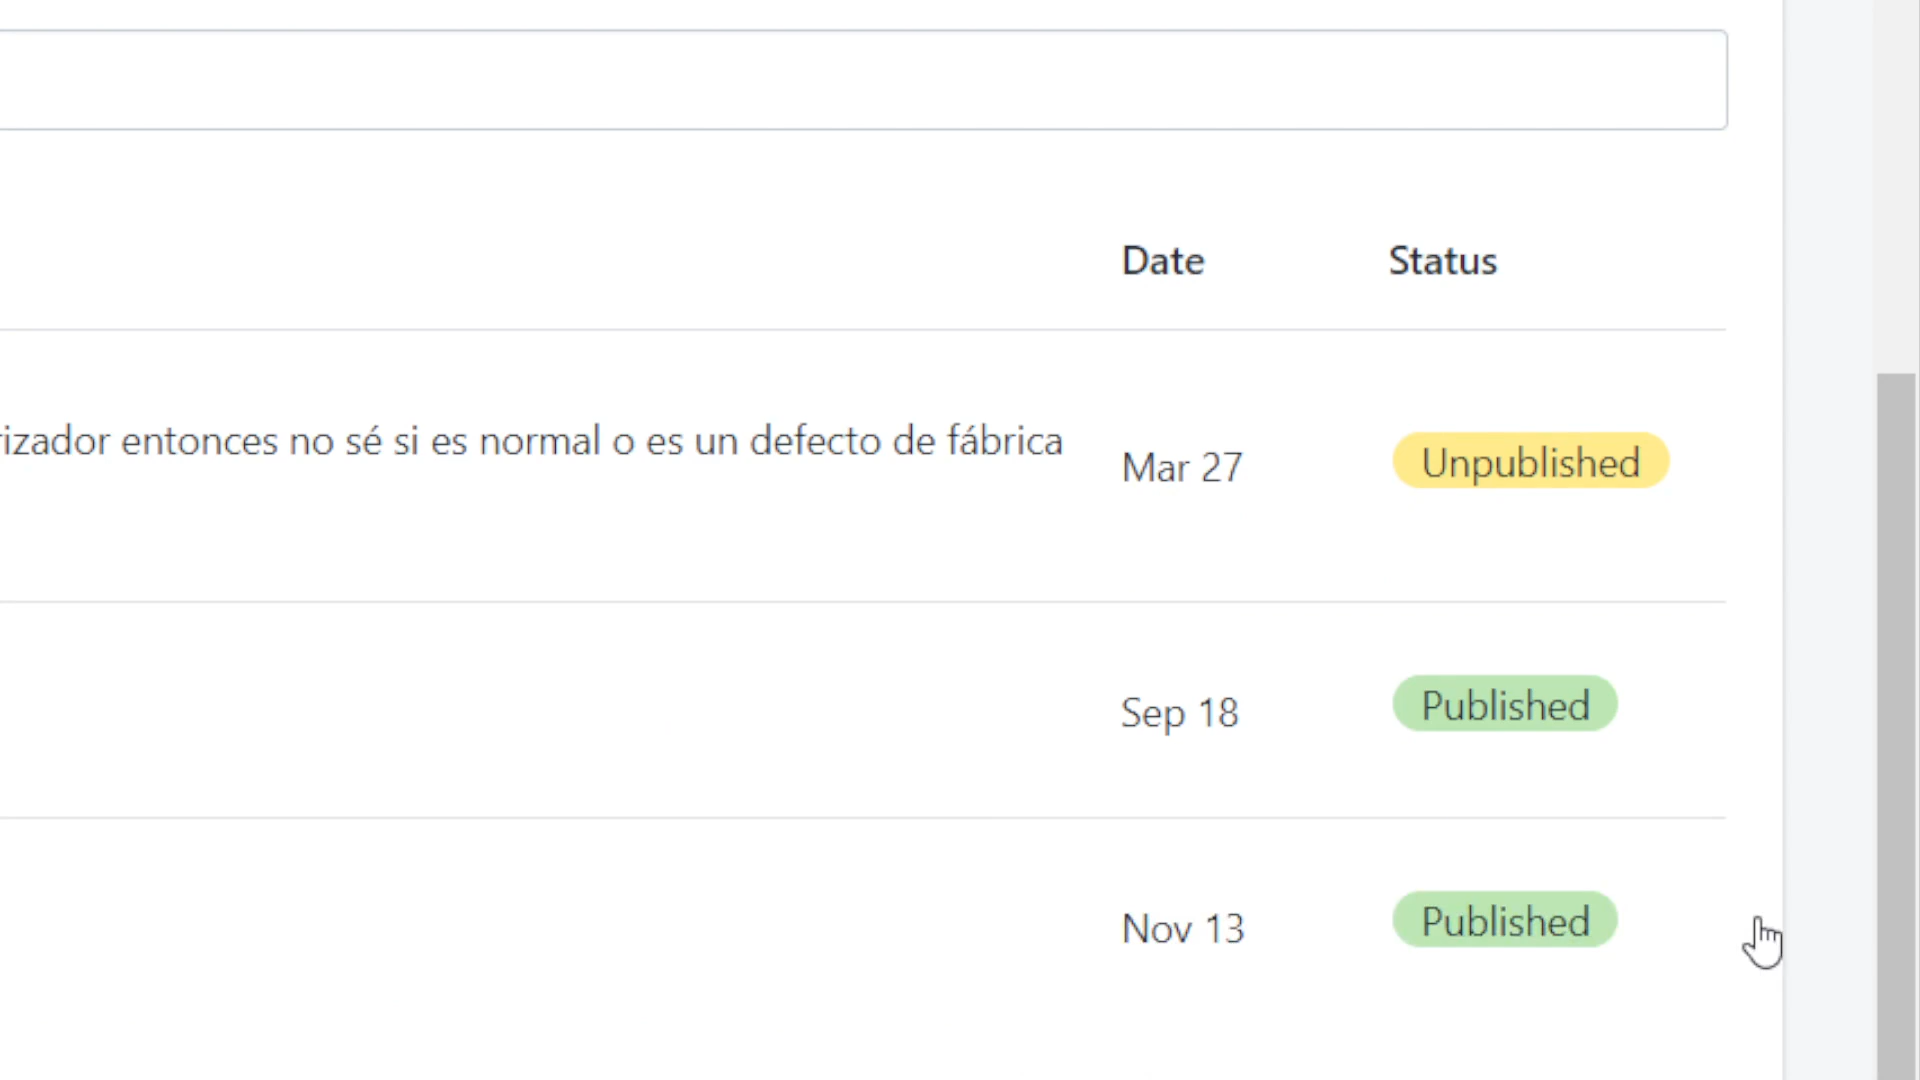 Date Status
entonces no sé si es normal o es un defecto de fábrica
Mar 27 Unpublished
Sep 18 Published
Nov 13 Published